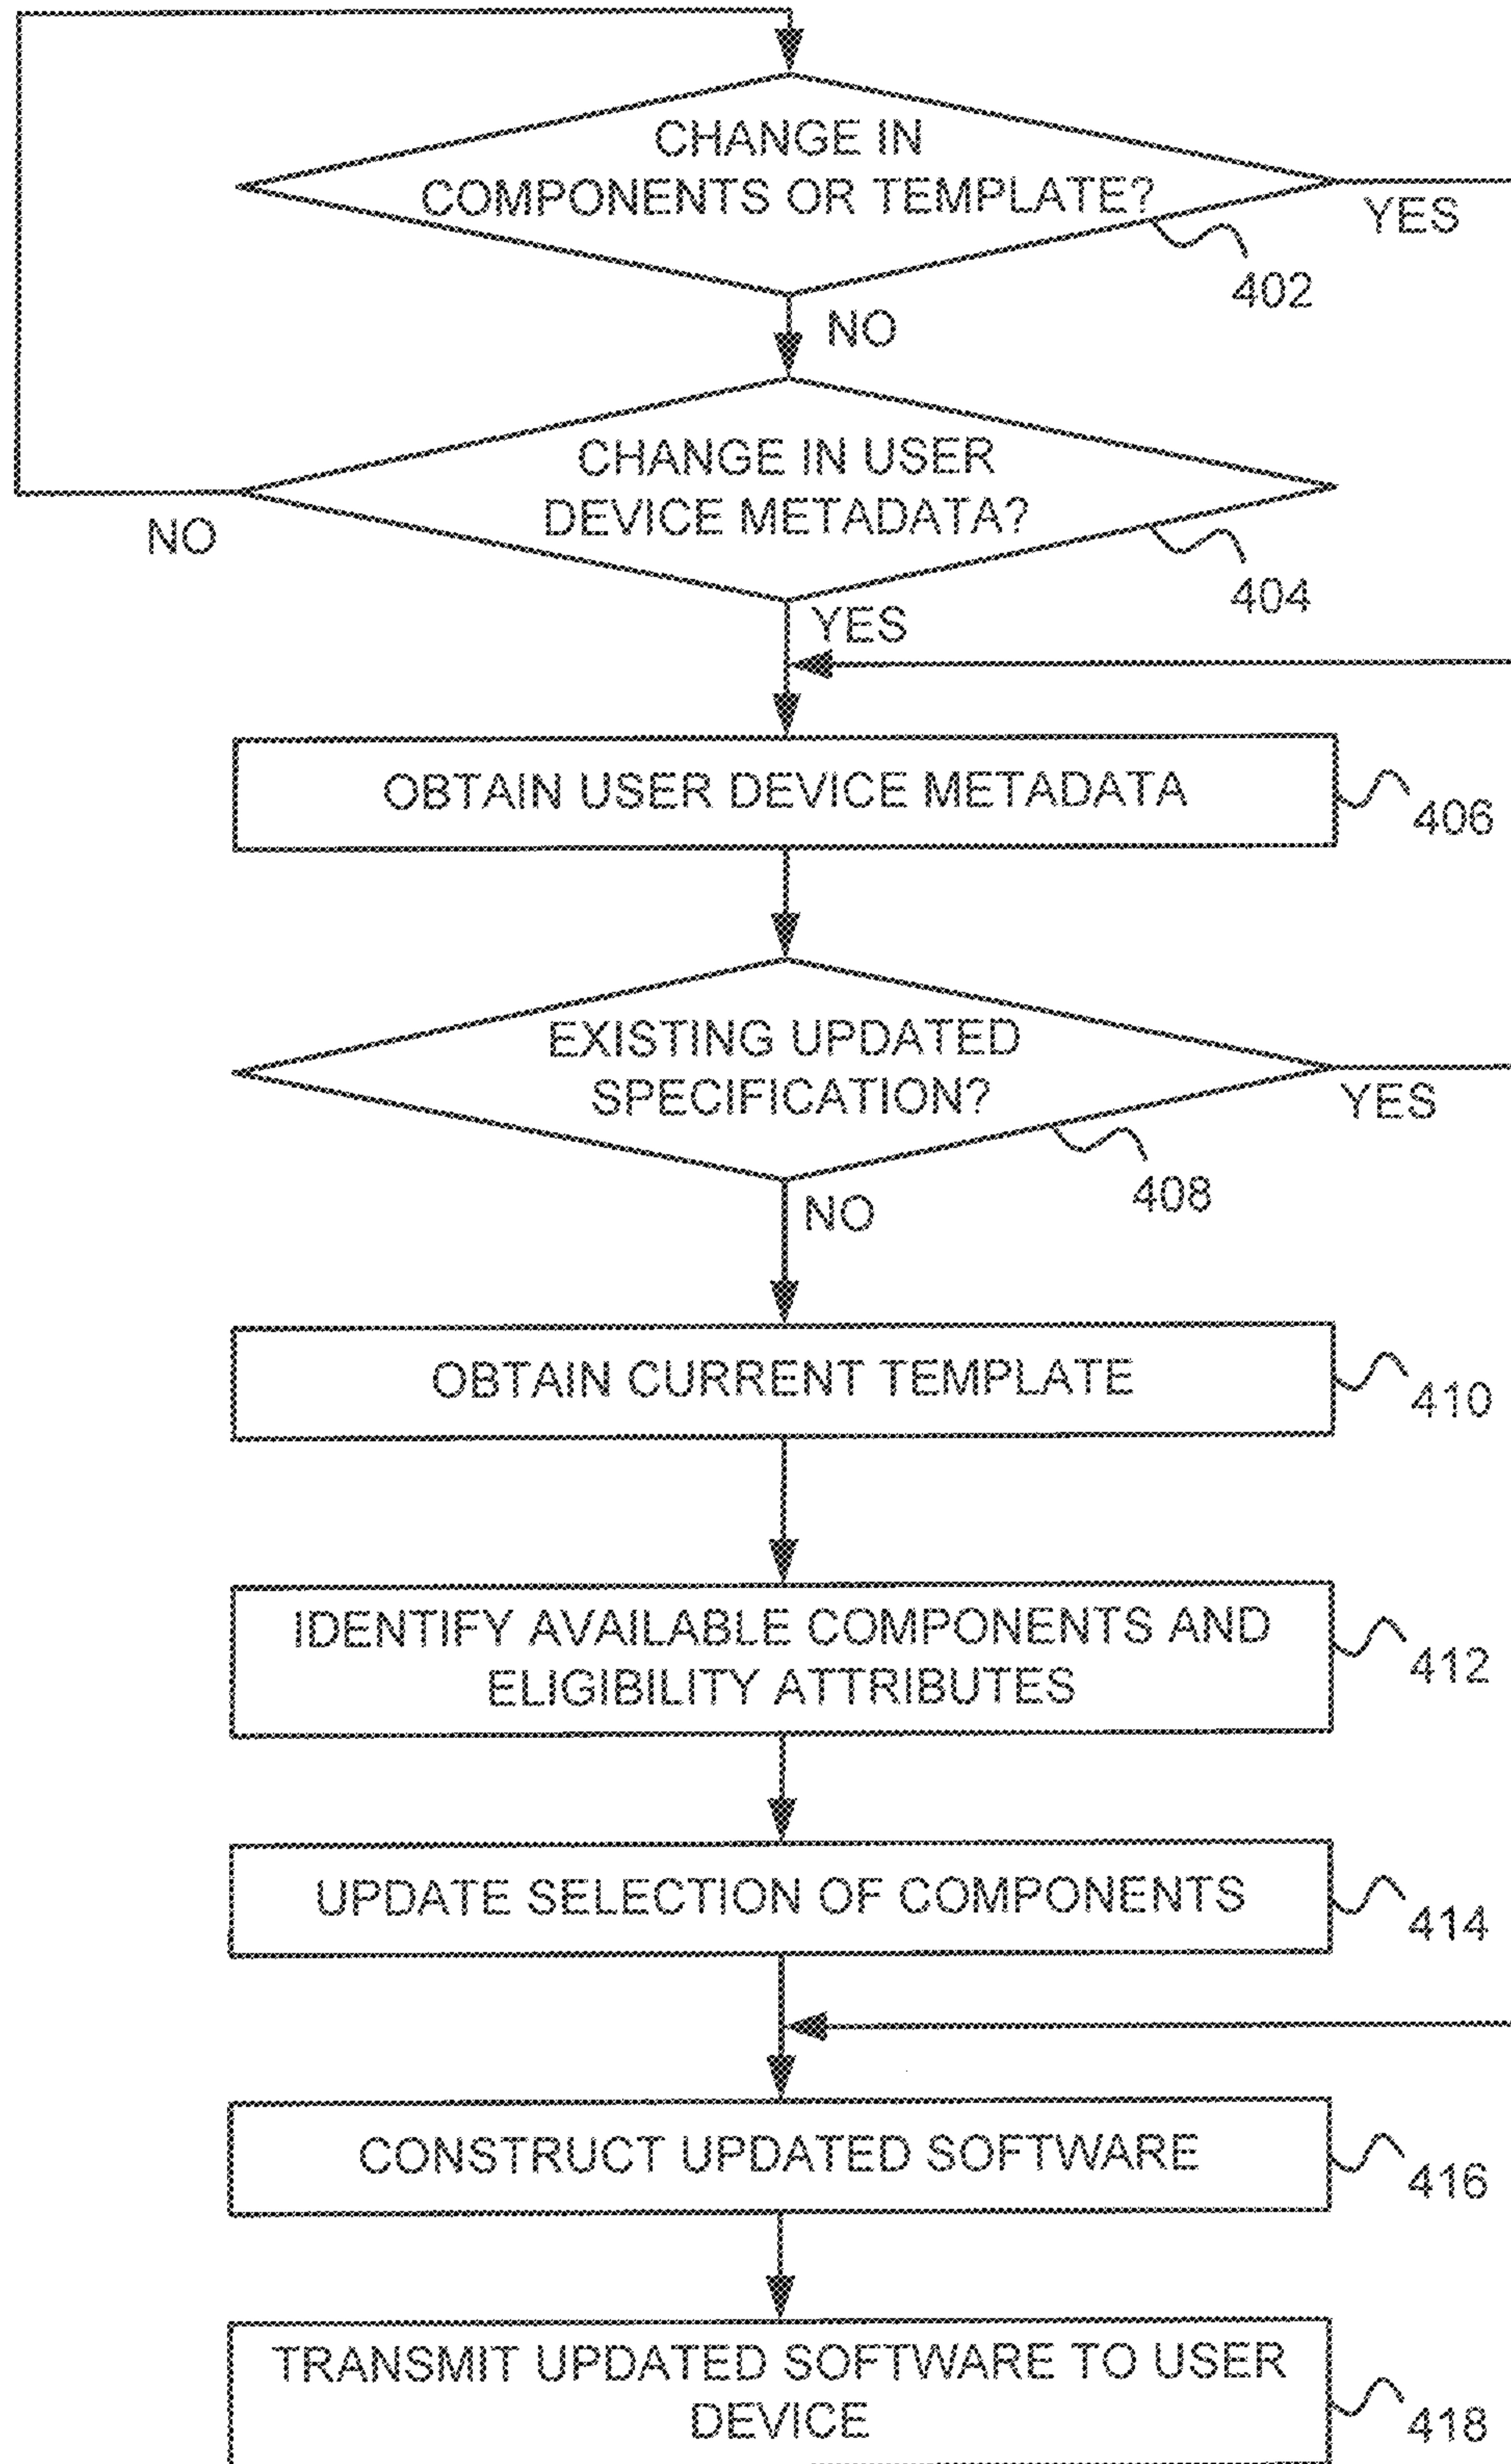 CHANGE IN
COMPONENTS OR TEMPLATE?
YES
402
NO
CHANGE IN USER
DEVICE METADATA?
NO
404
YES
OBTAIN USER DEVICE METADATA
406
EXISTING UPDATED
SPECIFICATION?
YES
408
NO
OBTAIN CURRENT TEMPLATE
410
IDENTIFY AVAILABLE COMPONENTS AND
ELIGIBILITY ATTRIBUTES
412
UPDATE SELECTION OF COMPONENTS
414
CONSTRUCT UPDATED SOFTWARE
416
TRANSMIT UPDATED SOFTWARE TO USER
DEVICE
418